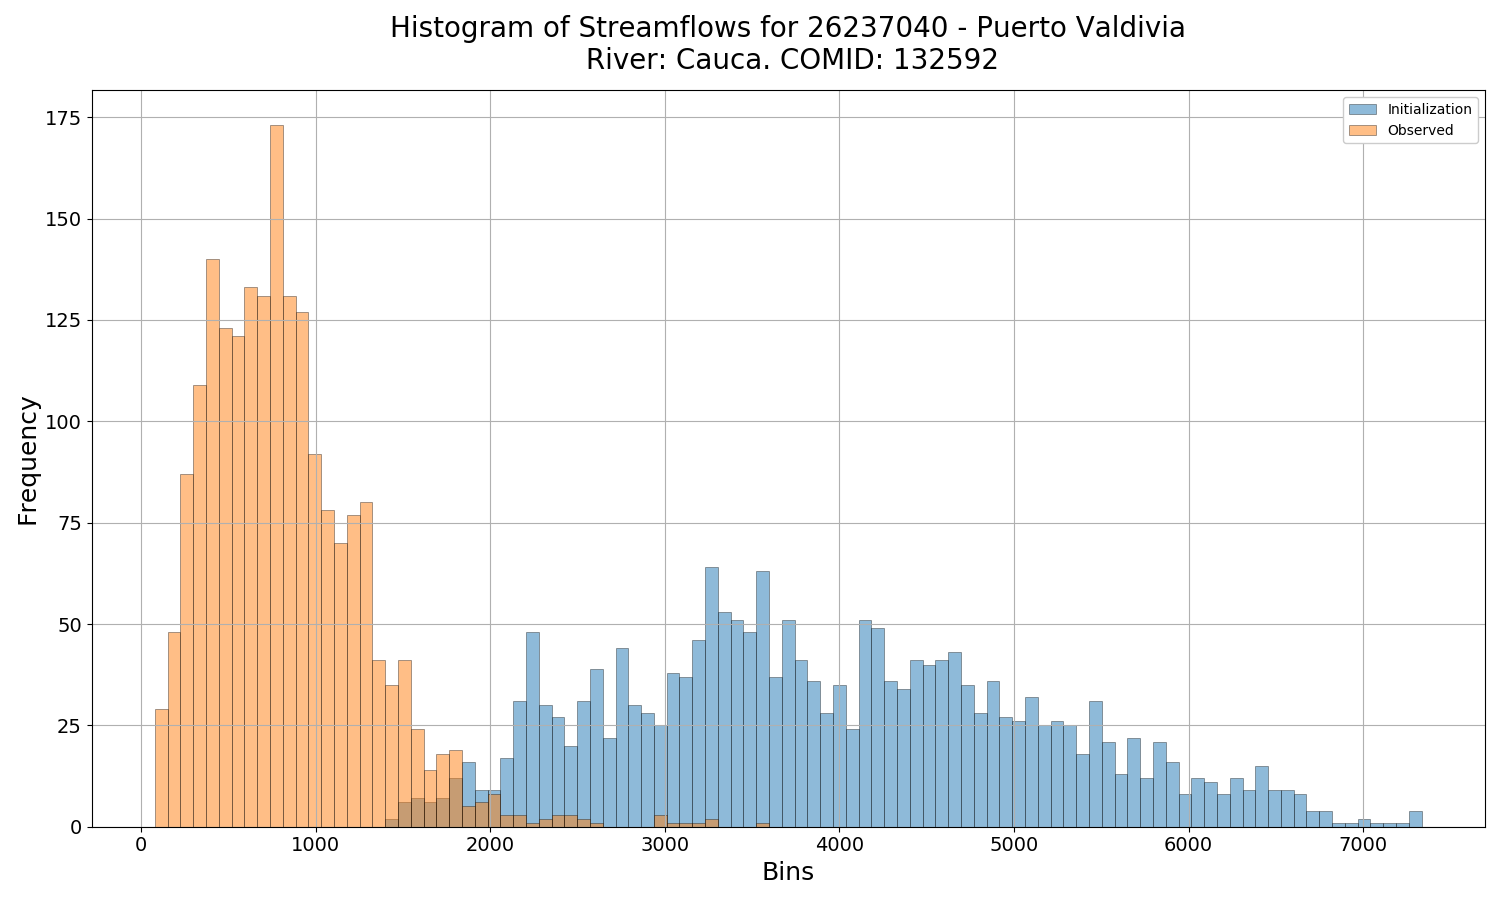 Histogram of Streamflows for 26237040 - Puerto Valdivia
River: Cauca. COMID: 132592
Initialization
Observed
175
150
125
100
75
50
25
0
Frequency
0 1000 2000 3000 4000 5000 6000 7000
Bins